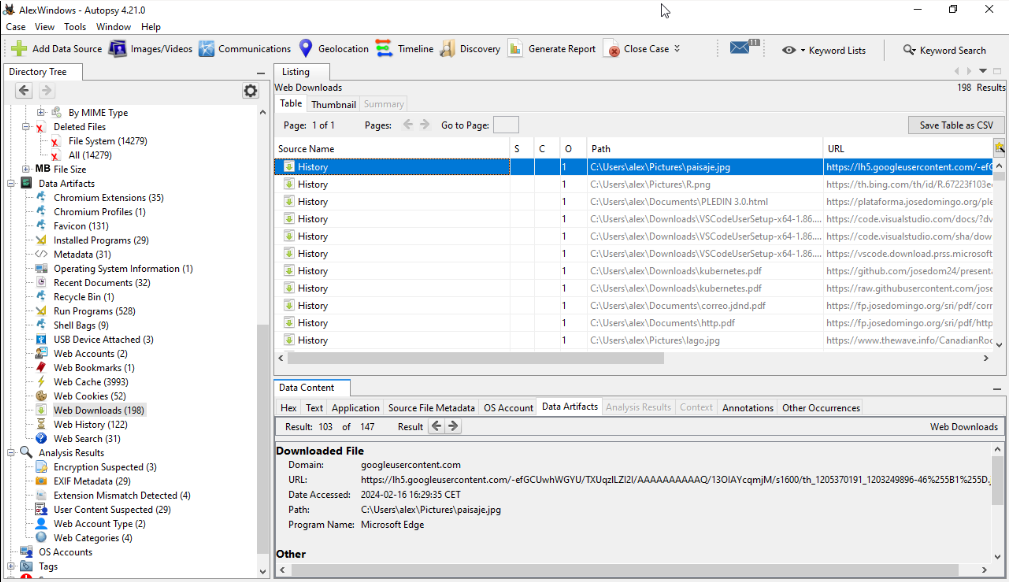 AlexWindows - Autopsy 4.21.0
Case View Tools Window Help
Add Data Source Images/Videos Communications Geolocation Timeline Discovery Generate Report Close Case 11 Keyword Lists Keyword Search
Directory Tree
By MIME Type
Deleted Files
File System (14279)
All (14279)
MB File Size
Data Artifacts
Chromium Extensions (35)
Chromium Profiles (1)
Favicon (131)
Installed Programs (29)
Metadata (31)
Operating System Information (1)
Recent Documents (32)
Recycle Bin (1)
Run Programs (528)
Shell Bags (9)
USB Device Attached (3)
Web Accounts (2)
Web Bookmarks (1)
Web Cache (3993)
Web Cookies (52)
Web Downloads (198)
Web History (122)
Web Search (31)
Analysis Results
Encryption Suspected (3)
EXIF Metadata (29)
Extension Mismatch Detected (4)
User Content Suspected (29)
Web Account Type (2)
Web Categories (4)
OS Accounts
Tags
Listing
Web Downloads 198 Results
Table Thumbnail Summary
Page: 1 of 1 Pages: Go to Page: Save Table as CSV
Source Name S C O Path URL
History 1 C:\Users\alex\Pictures\paisaje.jpg https://lh5.googleusercontent.com/-efG
History 1 C:\Users\alex\Pictures\R.png https://th.bing.com/th/id/R.67223f103e
History 1 C:\Users\alex\Documents\PLEDIN 3.0.html https://plataforma.josedomingo.org/ple
History 1 C:\Users\alex\Downloads\VSCodeUserSetup-x64-1.86.... https://code.visualstudio.com/docs/?dv
History 1 C:\Users\alex\Downloads\VSCodeUserSetup-x64-1.86.... https://code.visualstudio.com/sha/dow
History 1 C:\Users\alex\Downloads\VSCodeUserSetup-x64-1.86.... https://vscode.download.prss.microsoft
History 1 C:\Users\alex\Downloads\kubernetes.pdf https://github.com/josedom24/present
History 1 C:\Users\alex\Downloads\kubernetes.pdf https://raw.githubusercontent.com/jose
History 1 C:\Users\alex\Documents\correo.jdnd.pdf https://fp.josedomingo.org/sri/pdf/corr
History 1 C:\Users\alex\Documents\http.pdf https://fp.josedomingo.org/sri/pdf/http
History 1 C:\Users\alex\Pictures\lago.jpg https://www.thewave.info/CanadianRoc
Data Content
Hex Text Application Source File Metadata OS Account Data Artifacts Analysis Results Context Annotations Other Occurrences
Result: 103 of 147 Result Web Downloads
Downloaded File
Domain: googleusercontent.com
URL: https://lh5.googleusercontent.com/-efGCUwhWGYU/TXUqzILZI2I/AAAAAAAAAAQ/13OIAYcqmjM/s1600/th_1205370191_1203249896-46%255B1%255D.
Date Accessed: 2024-02-16 16:29:35 CET
Path: C:\Users\alex\Pictures\paisaje.jpg
Program Name: Microsoft Edge
Other